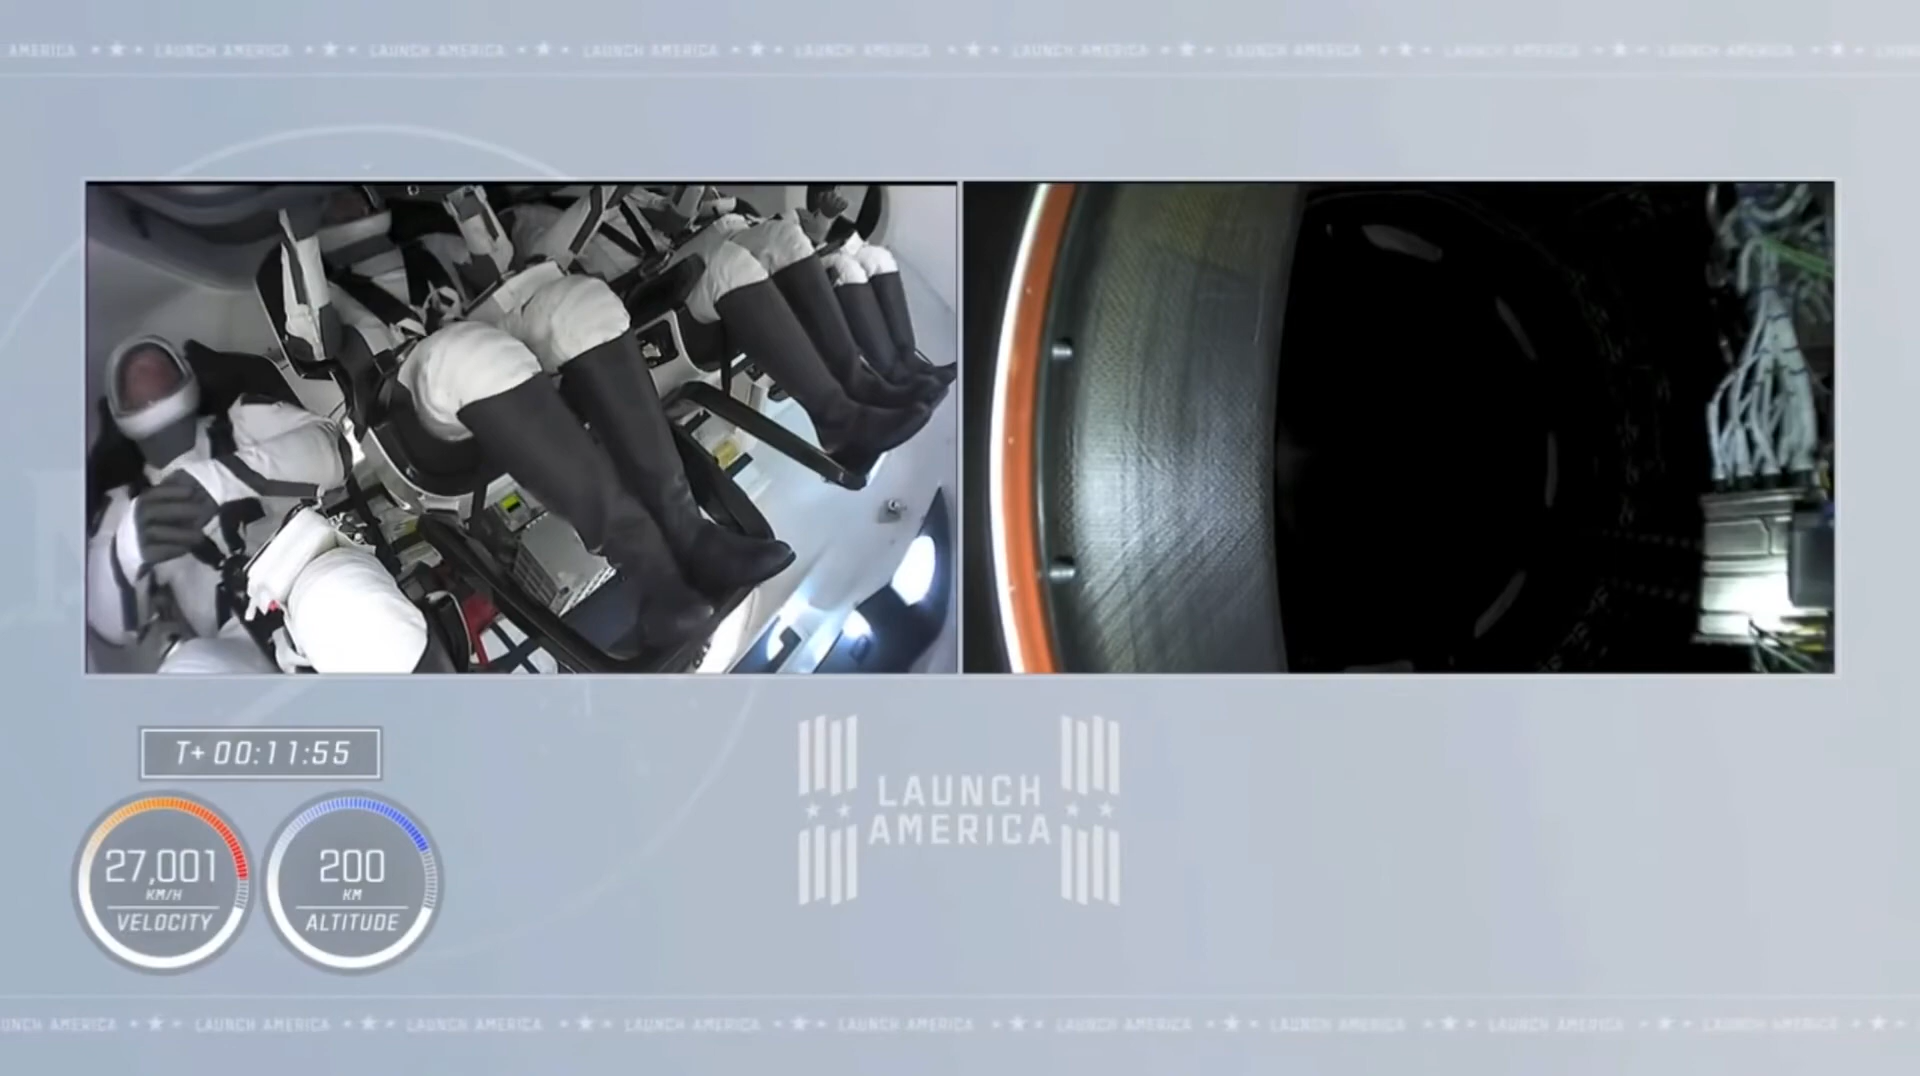 AMERICA ★ LAUNCH AMERICA ★ LAUNCH AMERICA ★ LAUNCH AMERICA ★ LAUNCH AMERICA ★ LAUNCH AMERICA ★ LAUNCH AMERICA ★ LAUNCH AMERICA ★ LAUNCH AMERICA ★
T+ 00:11:55
27,001
KM/H
VELOCITY
200
KM
ALTITUDE
LAUNCH
AMERICA
LAUNCH AMERICA ★ LAUNCH AMERICA ★ LAUNCH AMERICA ★ LAUNCH AMERICA ★ LAUNCH AMERICA ★ LAUNCH AMERICA ★ LAUNCH AMERICA ★ LAUNCH AMERICA ★ LAUNCH AMERICA ★